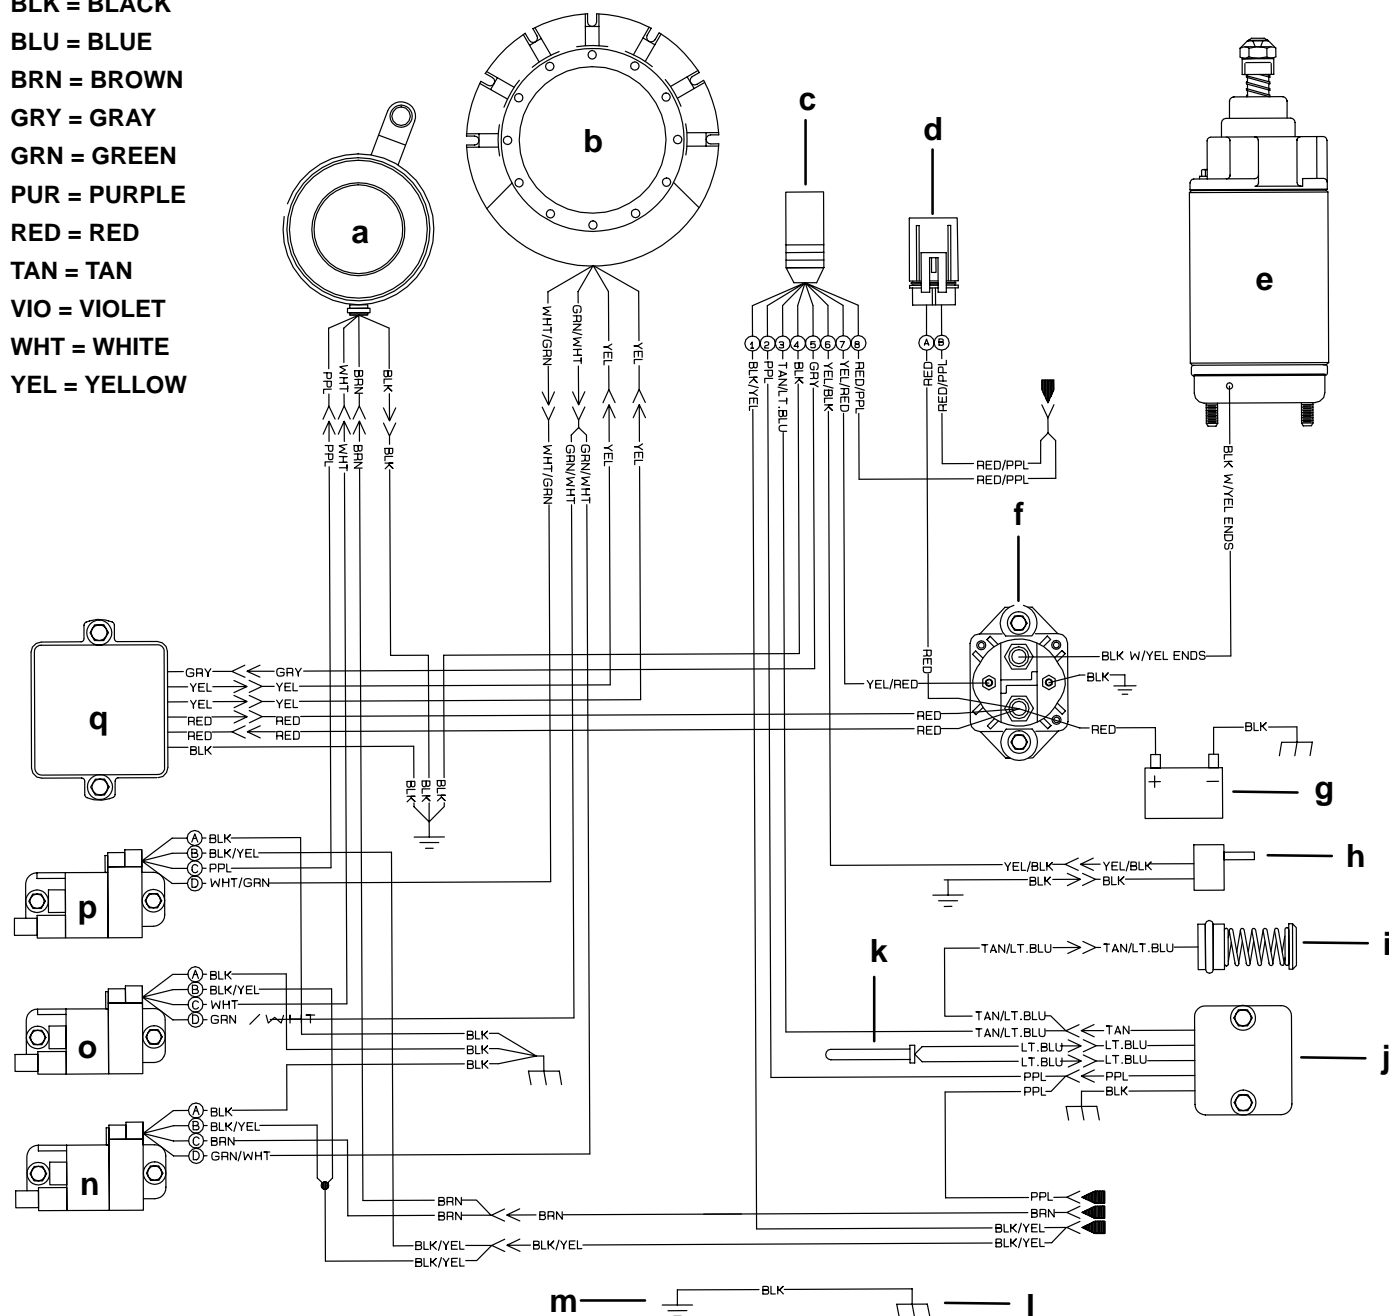 BLK = BLACK
BLU = BLUE
BRN = BROWN
GRY = GRAY
GRN = GREEN
PUR = PURPLE
RED = RED
TAN = TAN
VIO = VIOLET
WHT = WHITE
YEL = YELLOW
a
b
c
d
e
PPL
WHT
BRN
BLK
PPL
WHT
BRN
BLK
WHT/GRN
GRN/WHT
YEL
YEL
WHT/GRN
GRN/WHT
GRN/WHT
YEL
YEL
1 2 3 4 5 6 7 8
BLK/YEL
PPL
TAN/LT.BLU
BLK
GRY
YEL/BLK
YEL/RED
RED/PPL
A B
RED
RED/PPL
RED/PPL
RED/PPL
BLK W/YEL ENDS
f
RED
BLK W/YEL ENDS
YEL/RED
BLK
RED
RED
RED
BLK
+ −
g
q
GRY GRY
YEL YEL
YEL YEL
RED RED
RED RED
BLK
BLK
BLK
BLK
p
A BLK
B BLK/YEL
C PPL
D WHT/GRN
YEL/BLK YEL/BLK
BLK BLK
h
TAN/LT.BLU TAN/LT.BLU
i
k
o
A BLK
B BLK/YEL
C WHT
D GRN / WHT
BLK
BLK
BLK
TAN/LT.BLU
TAN/LT.BLU TAN
LT.BLU LT.BLU
LT.BLU LT.BLU
PPL PPL
PPL BLK
j
n
A BLK
B BLK/YEL
C BRN
D GRN/WHT
BRN
BRN BRN
BLK/YEL BLK/YEL
BLK/YEL
PPL
BRN
BLK/YEL
BLK/YEL
m BLK l